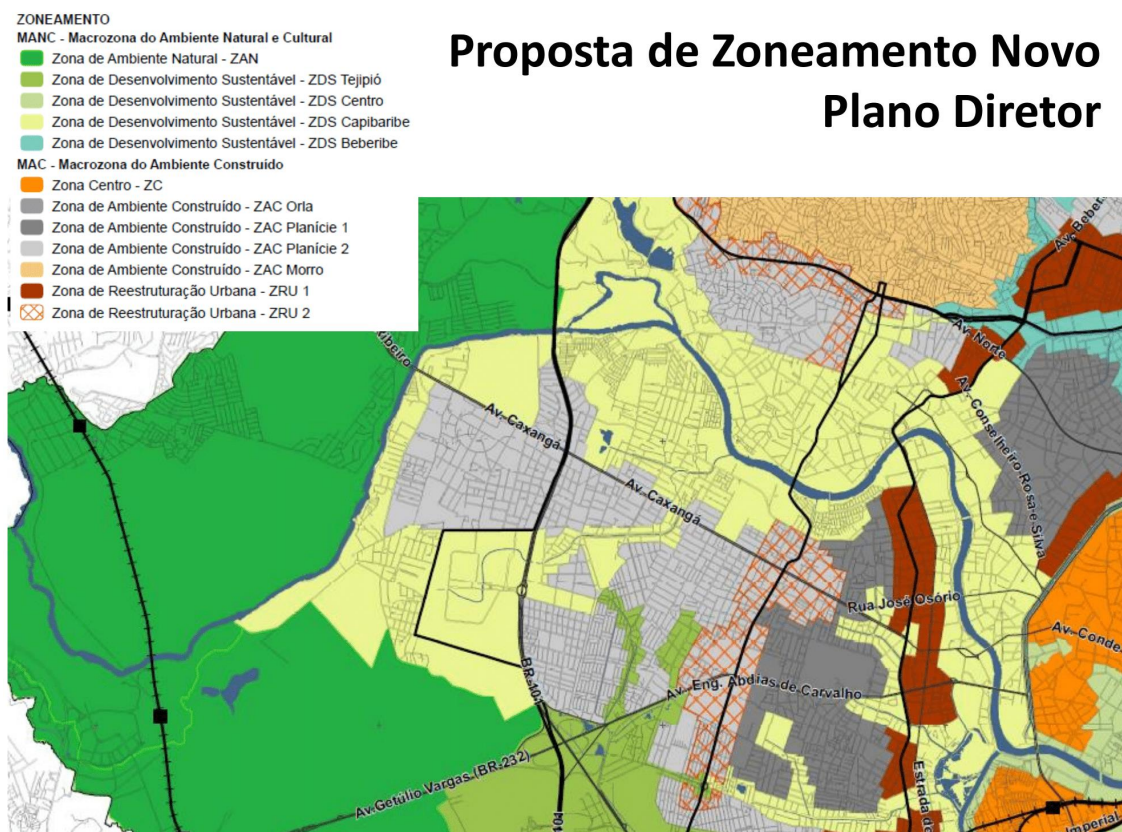 ZONEAMENTO
MANC - Macrozona do Ambiente Natural e Cultural
Zona de Ambiente Natural - ZAN
Zona de Desenvolvimento Sustentável - ZDS Tejipió
Zona de Desenvolvimento Sustentável - ZDS Centro
Zona de Desenvolvimento Sustentável - ZDS Capibaribe
Zona de Desenvolvimento Sustentável - ZDS Beberibe
MAC - Macrozona do Ambiente Construído
Zona Centro - ZC
Zona de Ambiente Construído - ZAC Orla
Zona de Ambiente Construído - ZAC Planície 1
Zona de Ambiente Construído - ZAC Planície 2
Zona de Ambiente Construído - ZAC Morro
Zona de Reestruturação Urbana - ZRU 1
Zona de Reestruturação Urbana - ZRU 2
Proposta de Zoneamento Novo
Plano Diretor
Av. Beber
Ribeiro
Av. Norte
Av. Caxangá
Av. Conselheiro Rosa e Silva
Av. Caxangá
Rua José Osório
Av. Conde
BR-101
Av. Eng. Abdias de Carvalho
Av Getúlio Vargas (BR-232)
Estrada do
101
Imperial